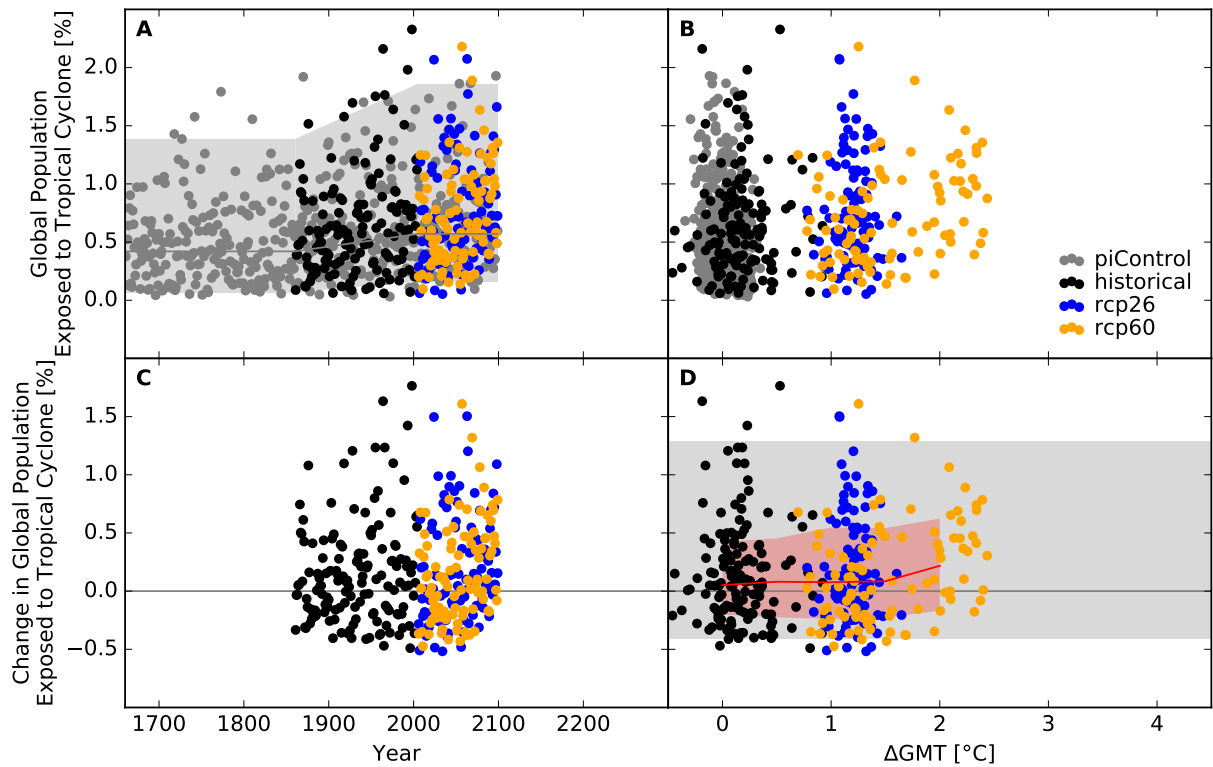 A
B
Global Population
Exposed to Tropical Cyclone [%]
2.0
1.5
1.0
0.5
0.0
piControl
historical
rcp26
rcp60
C
D
Change in Global Population
Exposed to Tropical Cyclone [%]
1.5
1.0
0.5
0.0
−0.5
1700 1800 1900 2000 2100 2200
0 1 2 3 4
Year
ΔGMT [°C]